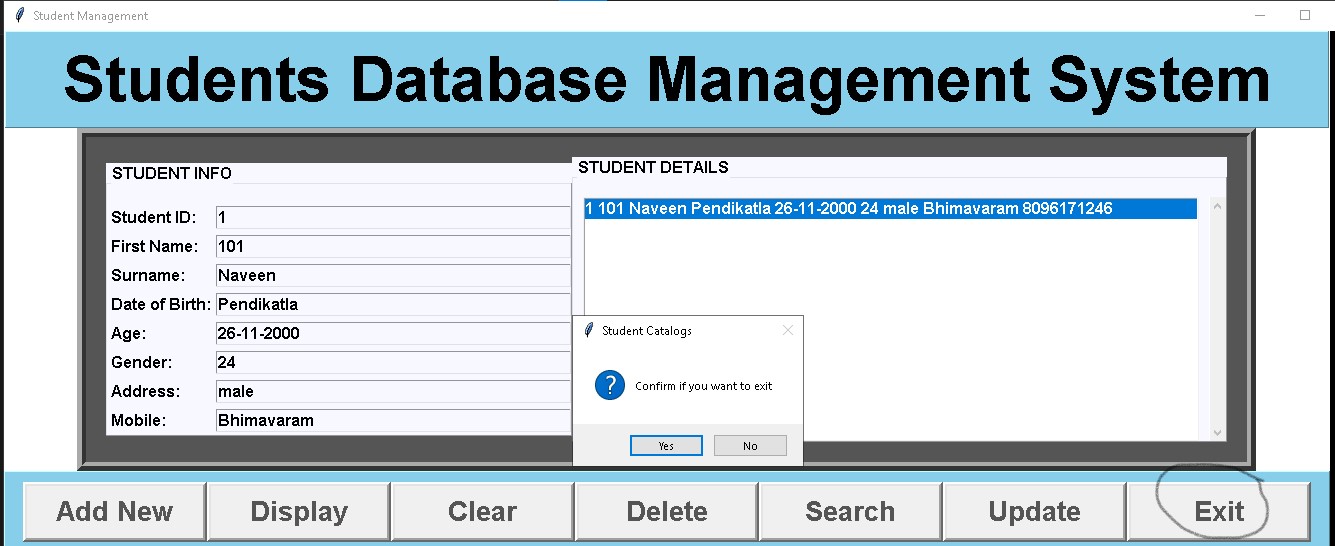 Student Management
Students Database Management System
STUDENT INFO
Student ID: 1
First Name: 101
Surname: Naveen
Date of Birth: Pendikatla
Age: 26-11-2000
Gender: 24
Address: male
Mobile: Bhimavaram
STUDENT DETAILS
1 101 Naveen Pendikatla 26-11-2000 24 male Bhimavaram 8096171246
Student Catalogs
Confirm if you want to exit
Yes No
Add New Display Clear Delete Search Update Exit